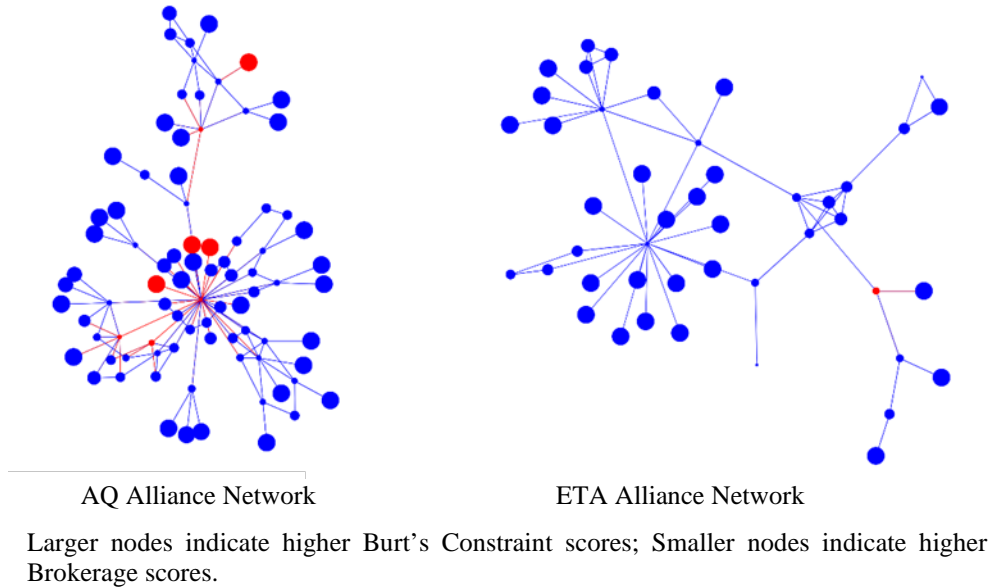 AQ Alliance Network
ETA Alliance Network
Larger nodes indicate higher Burt's Constraint scores; Smaller nodes indicate higher
Brokerage scores.